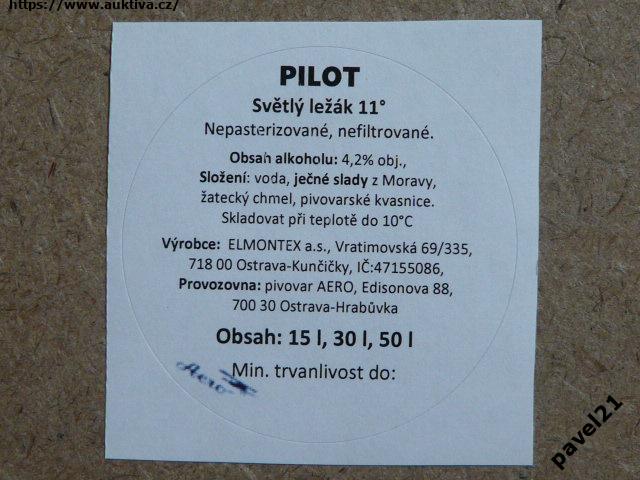 https://www.auktiva.cz/
PILOT
Světlý ležák 11°
Nepasterizované, nefiltrované.
Obsah alkoholu: 4,2% obj.,
Složení: voda, ječné slady z Moravy,
žatecký chmel, pivovarské kvasnice.
Skladovat při teplotě do 10°C
Výrobce: ELMONTEX a.s., Vratimovská 69/335,
718 00 Ostrava-Kunčičky, IČ:47155086,
Provozovna: pivovar AERO, Edisonova 88,
700 30 Ostrava-Hrabůvka
Obsah: 15 l, 30 l, 50 l
Min. trvanlivost do:
Aero
pavel21